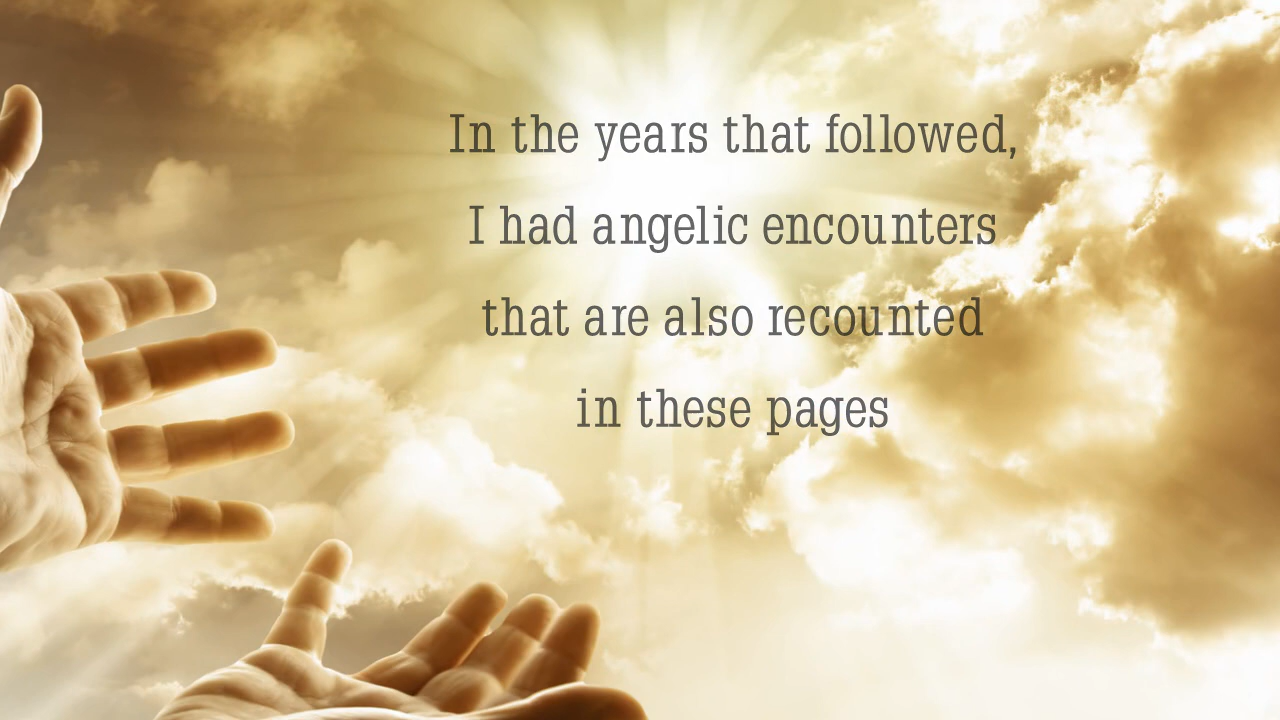 In the years that followed,
I had angelic encounters
that are also recounted
in these pages